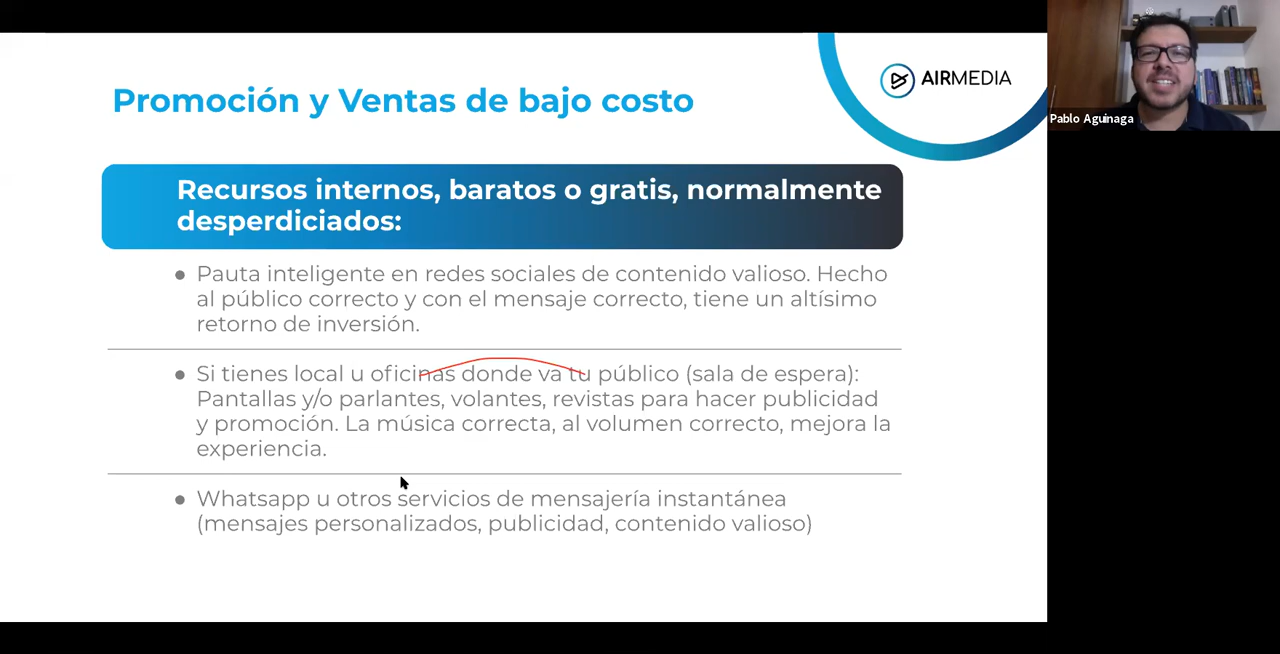 Promoción y Ventas de bajo costo
AIRMEDIA
Pablo Aguinaga
Recursos internos, baratos o gratis, normalmente
desperdiciados:
● Pauta inteligente en redes sociales de contenido valioso. Hecho
al público correcto y con el mensaje correcto, tiene un altísimo
retorno de inversión.
● Si tienes local u oficinas donde va tu público (sala de espera):
Pantallas y/o parlantes, volantes, revistas para hacer publicidad
y promoción. La música correcta, al volumen correcto, mejora la
experiencia.
● Whatsapp u otros servicios de mensajería instantánea
(mensajes personalizados, publicidad, contenido valioso)